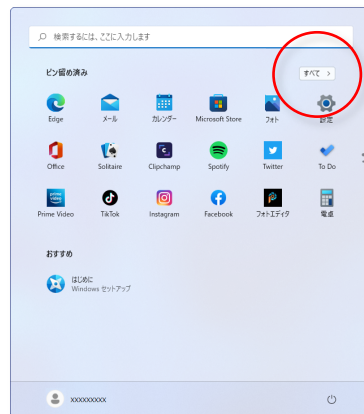 検索するには、ここに入力します
ピン留め済み
すべて >
Edge
メール
カレンダー
Microsoft Store
フォト
設定
Office
Solitaire
Clipchamp
Spotify
Twitter
To Do
prime video
Prime Video
TikTok
Instagram
Facebook
フォトエディタ
電卓
おすすめ
はじめに
Windows セットアップ
xxxxxxxxx